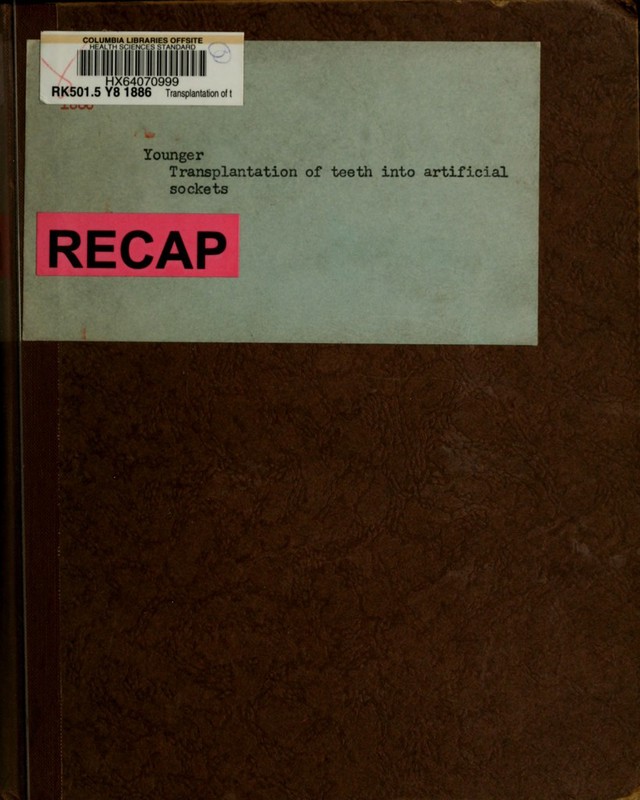 COLUMBIA LIBRARIES OFFSITE
HEALTH SCIENCES STANDARD
HX64070999
RK501.5 Y8 1886 Transplantation of t
Younger
Transplantation of teeth into artificial
sockets
RECAP